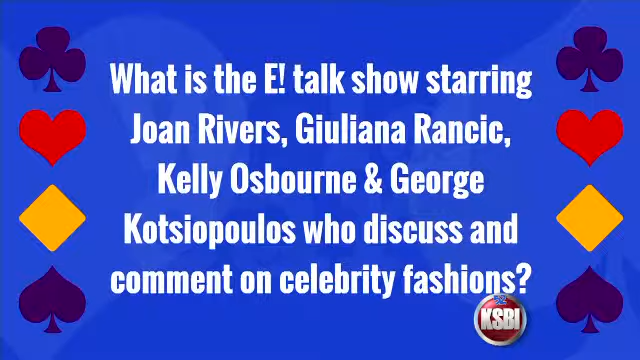 What is the E! talk show starring
Joan Rivers, Giuliana Rancic,
Kelly Osbourne & George
Kotsiopoulos who discuss and
comment on celebrity fashions?
52
KSBI